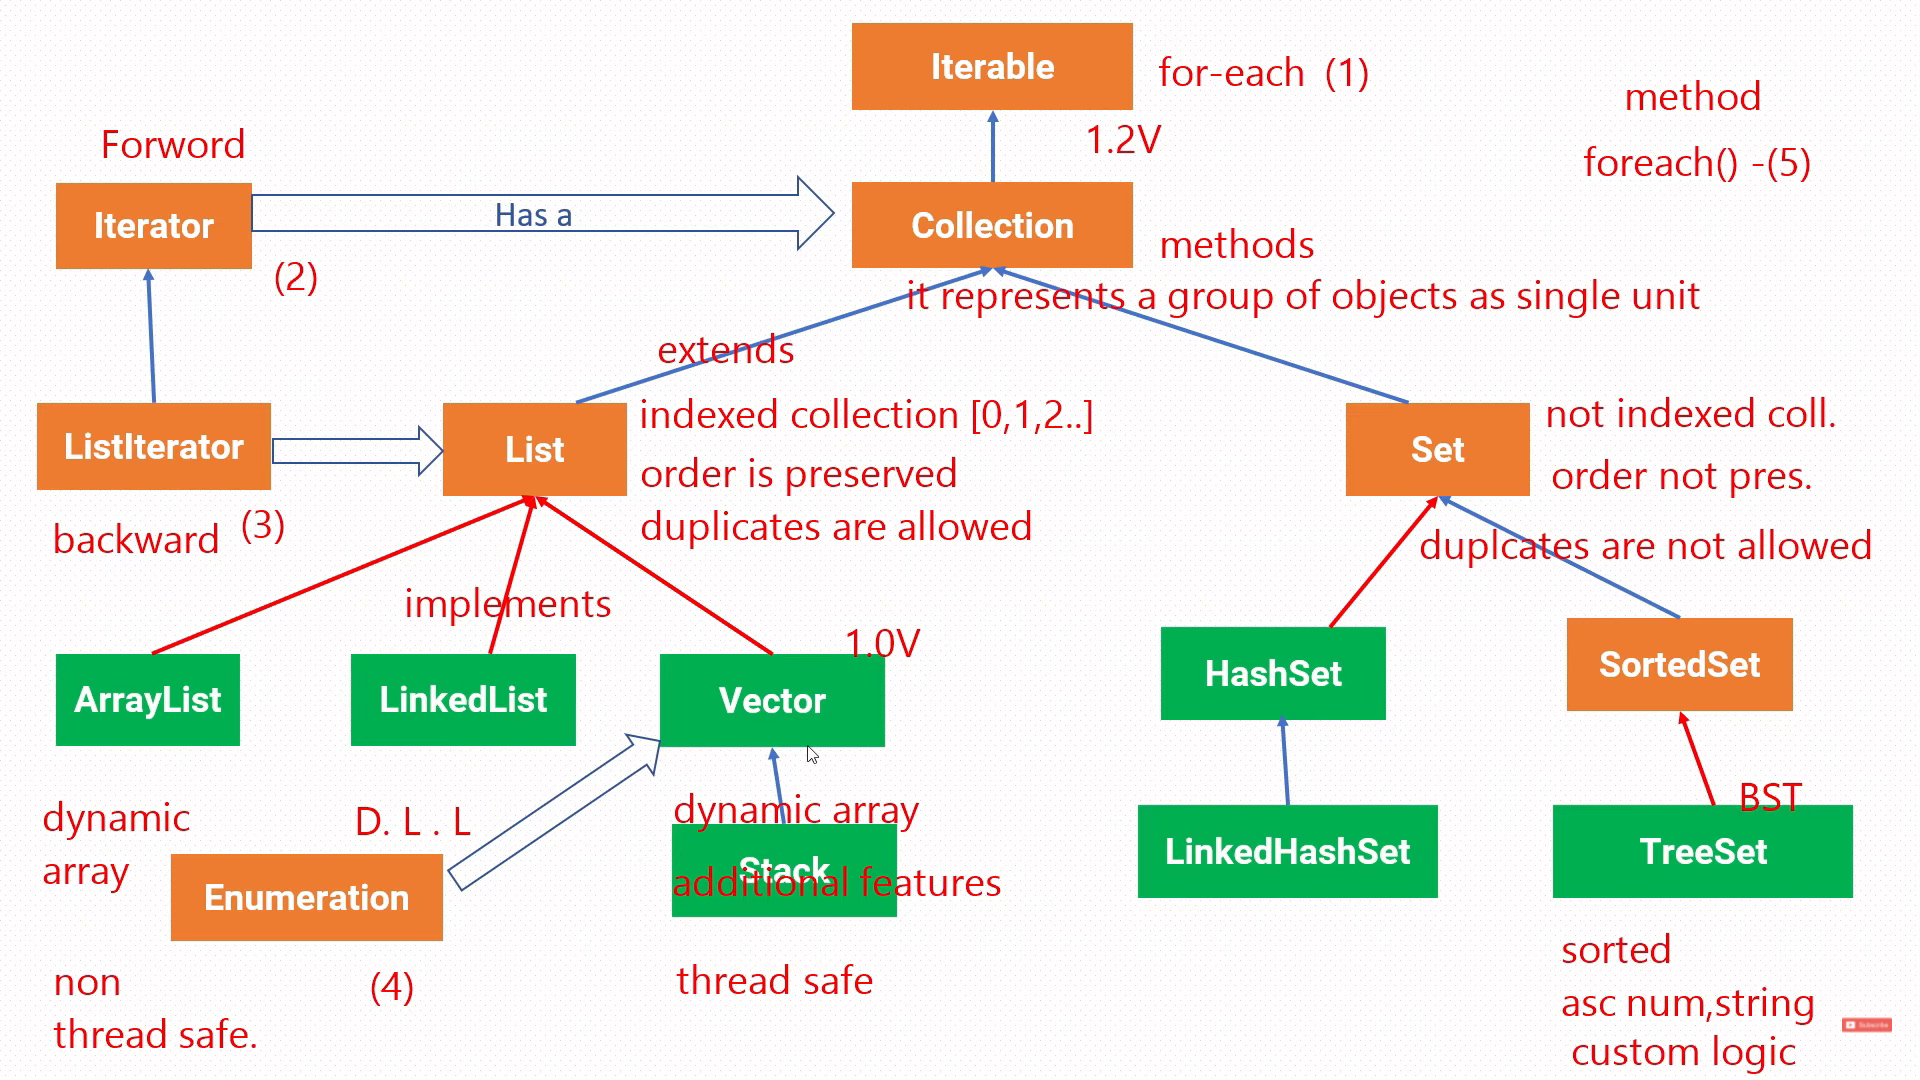 Iterable
for-each (1)
method
1.2V
foreach() -(5)
Forword
Iterator
Has a
Collection
(2)
methods
it represents a group of objects as single unit
extends
ListIterator
List
indexed collection [0,1,2..]
Set
not indexed coll.
order is preserved
order not pres.
backward
(3)
duplicates are allowed
duplcates are not allowed
implements
1.0V
ArrayList
LinkedList
Vector
HashSet
SortedSet
dynamic
array
D. L . L
dynamic array
BST
Enumeration
Stack
additional features
LinkedHashSet
TreeSet
non
thread safe.
(4)
thread safe
sorted
asc num,string
custom logic
Subscribe